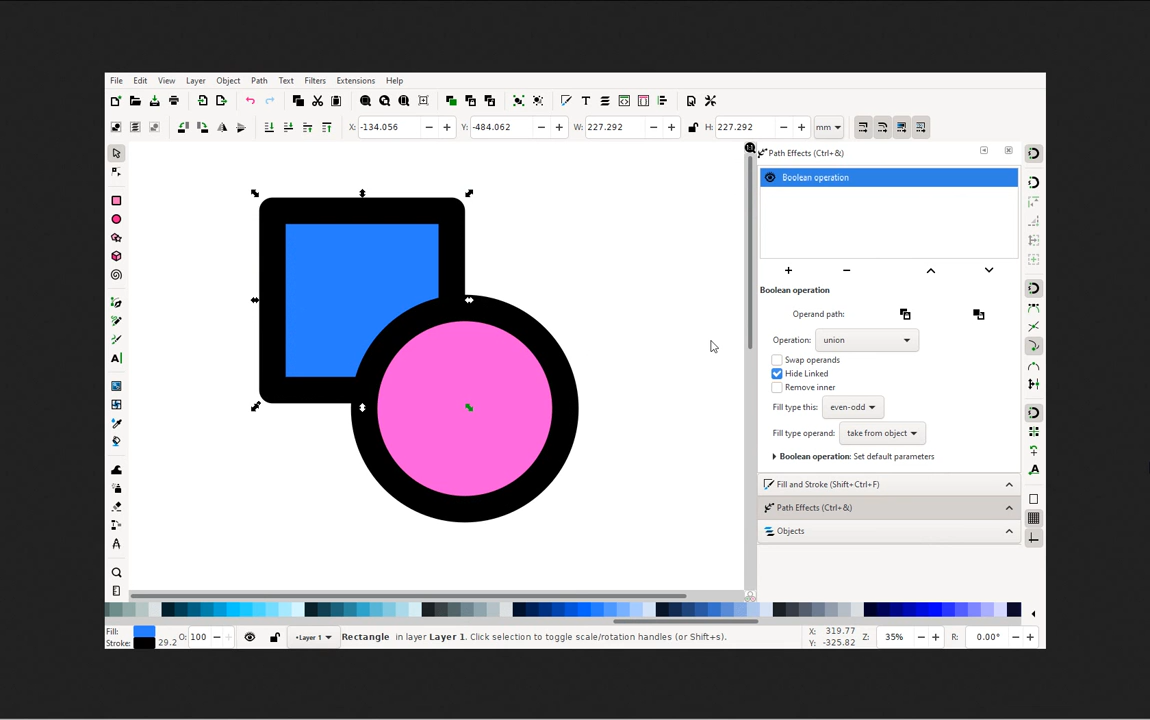 File Edit View Layer Object Path Text Filters Extensions Help
X: -134.056 Y: -484.062 W: 227.292 H: 227.292 mm
Path Effects (Ctrl+&)
Boolean operation
Boolean operation
Operand path:
Operation: union
Swap operands
Hide Linked
Remove inner
Fill type this: even-odd
Fill type operand: take from object
Boolean operation: Set default parameters
Fill and Stroke (Shift+Ctrl+F)
Path Effects (Ctrl+&)
Objects
Fill: O: 100 •Layer 1 Rectangle in layer Layer 1. Click selection to toggle scale/rotation handles (or Shift+s). X: 319.77 Z: 35% R: 0.00°
Stroke: 29.2 Y: -325.82